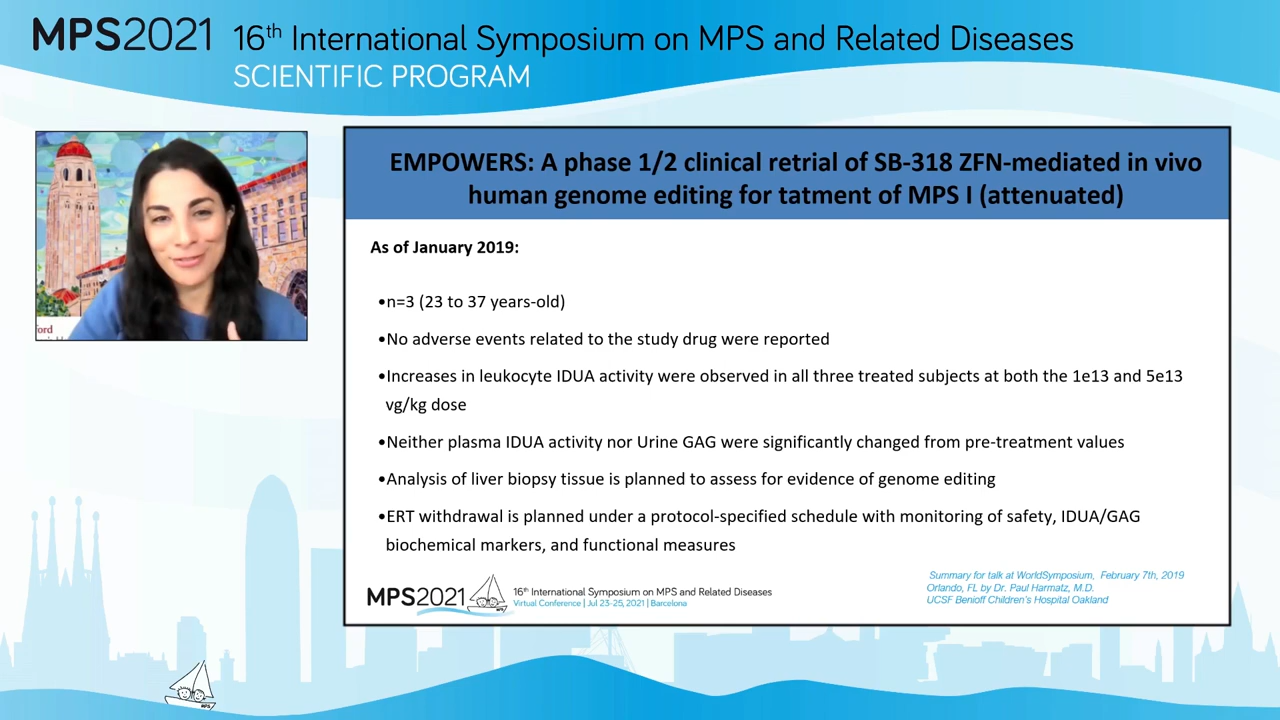 MPS2021 16th International Symposium on MPS and Related Diseases
SCIENTIFIC PROGRAM
ord
EMPOWERS: A phase 1/2 clinical retrial of SB-318 ZFN-mediated in vivo
human genome editing for tatment of MPS I (attenuated)
As of January 2019:
•n=3 (23 to 37 years-old)
•No adverse events related to the study drug were reported
•Increases in leukocyte IDUA activity were observed in all three treated subjects at both the 1e13 and 5e13
vg/kg dose
•Neither plasma IDUA activity nor Urine GAG were significantly changed from pre-treatment values
•Analysis of liver biopsy tissue is planned to assess for evidence of genome editing
•ERT withdrawal is planned under a protocol-specified schedule with monitoring of safety, IDUA/GAG
biochemical markers, and functional measures
MPS2021 16th International Symposium on MPS and Related Diseases
Virtual Conference | Jul 23-25, 2021 | Barcelona
Summary for talk at WorldSymposium, February 7th, 2019
Orlando, FL by Dr. Paul Harmatz, M.D.
UCSF Benioff Children's Hospital Oakland
MPS